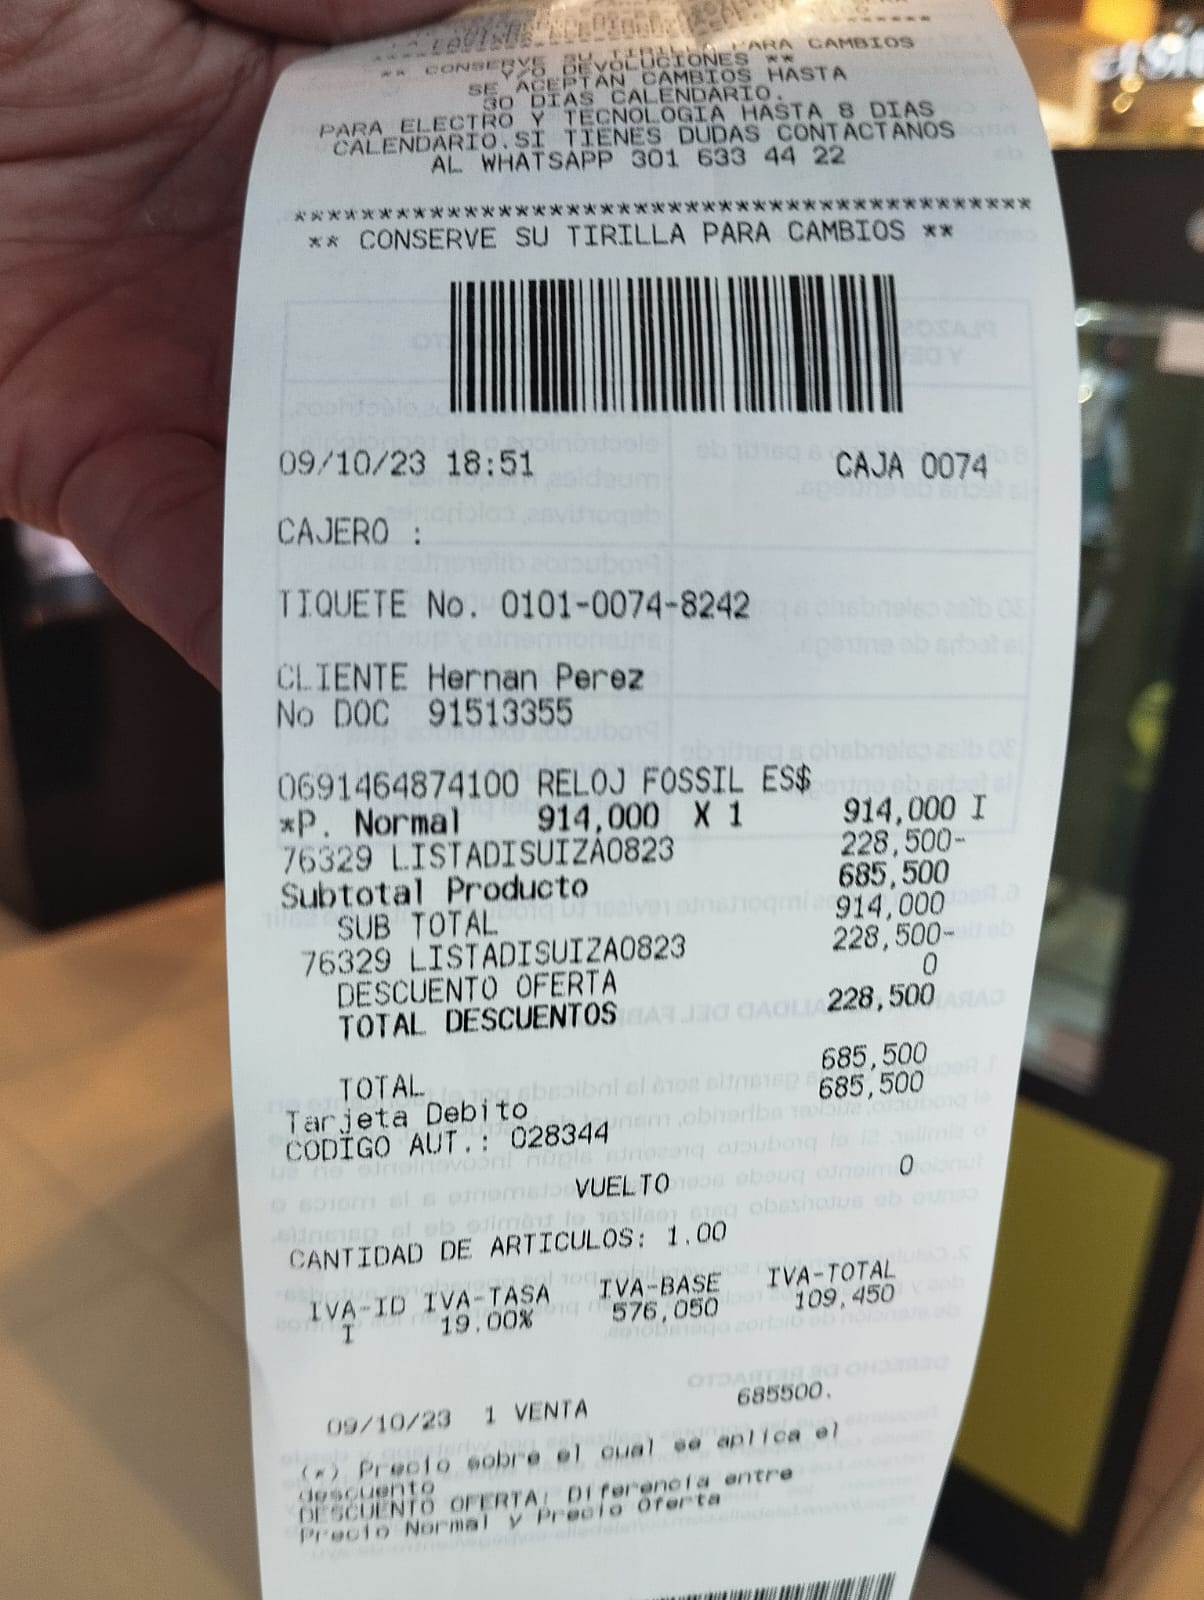 ** CONSERVE SU TIRILLA PARA CAMBIOS
Y/O DEVOLUCIONES **
SE ACEPTAN CAMBIOS HASTA
30 DIAS CALENDARIO.
PARA ELECTRO Y TECNOLOGIA HASTA 8 DIAS
CALENDARIO.SI TIENES DUDAS CONTACTANOS
AL WHATSAPP 301 633 44 22
********************************************
** CONSERVE SU TIRILLA PARA CAMBIOS **
09/10/23 18:51 CAJA 0074
CAJERO :
TIQUETE No. 0101-0074-8242
CLIENTE Hernan Perez
No DOC 91513355
0691464874100 RELOJ FOSSIL ES$
*P. Normal 914,000 X 1 914,000 I
76329 LISTADISUIZA0823 228,500-
Subtotal Producto 685,500
SUB TOTAL 914,000
76329 LISTADISUIZA0823 228,500-
DESCUENTO OFERTA 0
TOTAL DESCUENTOS 228,500
TOTAL 685,500
Tarjeta Debito 685,500
CODIGO AUT.: 028344
VUELTO 0
CANTIDAD DE ARTICULOS: 1.00
IVA-ID IVA-TASA IVA-BASE IVA-TOTAL
I 19.00% 576,050 109,450
09/10/23 1 VENTA 685500.
(*) Precio sobre el cual se aplica el
descuento
DESCUENTO OFERTA: Diferencia entre
Precio Normal y Precio Oferta